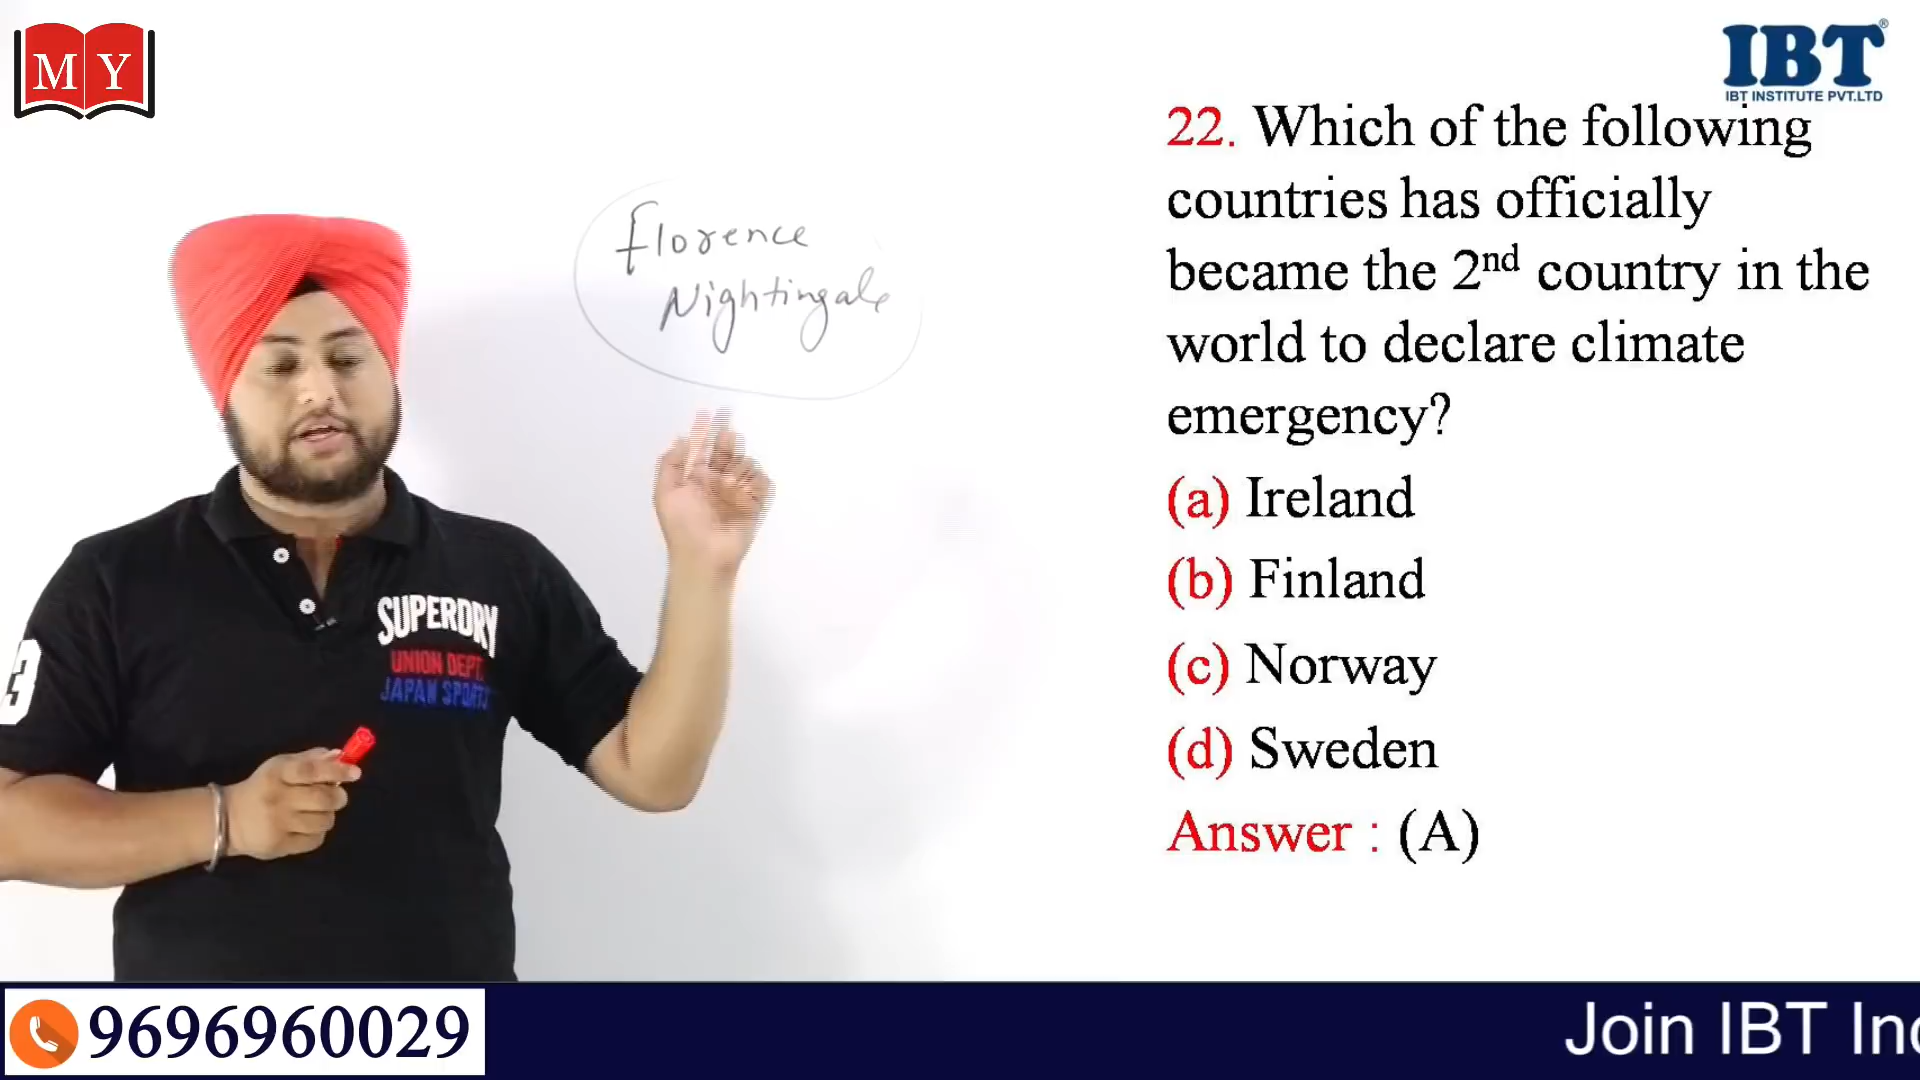 M Y
IBT
®
IBT INSTITUTE PVT.LTD
22. Which of the following
countries has officially
became the 2nd country in the
world to declare climate
emergency?
(a) Ireland
(b) Finland
(c) Norway
(d) Sweden
Answer : (A)
Florence
Nightingale
SUPERDRY
UNION DEPT.
JAPAN SPORTS
3
9696960029
Join IBT In